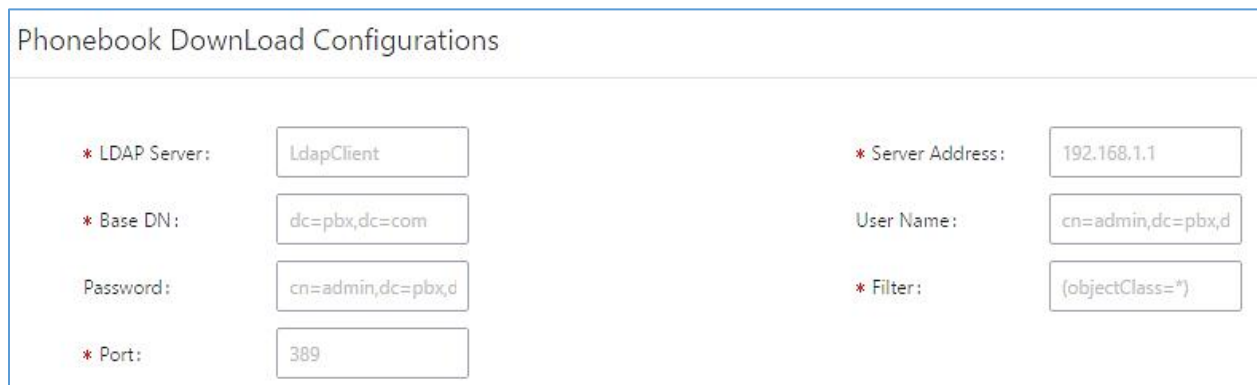 Phonebook DownLoad Configurations
* LDAP Server: LdapClient * Server Address: 192.168.1.1
* Base DN: dc=pbx,dc=com User Name: cn=admin,dc=pbx,d
Password: cn=admin,dc=pbx,d * Filter: (objectClass=*)
* Port: 389